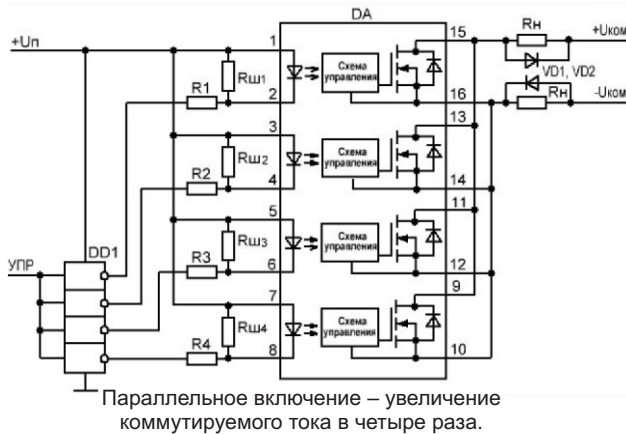 DA
+Uп
1
15
Rн
+Uком
Rш1
Схема
управления
R1
2
16
VD1, VD2
-Uком
Rн
3
13
Rш2
Схема
управления
R2
4
14
5
11
Rш3
Схема
управления
DD1
УПР
R3
6
12
7
9
Rш4
Схема
управления
R4
8
10
Параллельное включение – увеличение
коммутируемого тока в четыре раза.